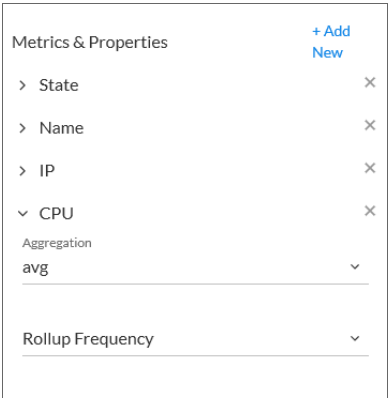 Metrics & Properties
+ Add
New
State
Name
IP
CPU
Aggregation
avg
Rollup Frequency